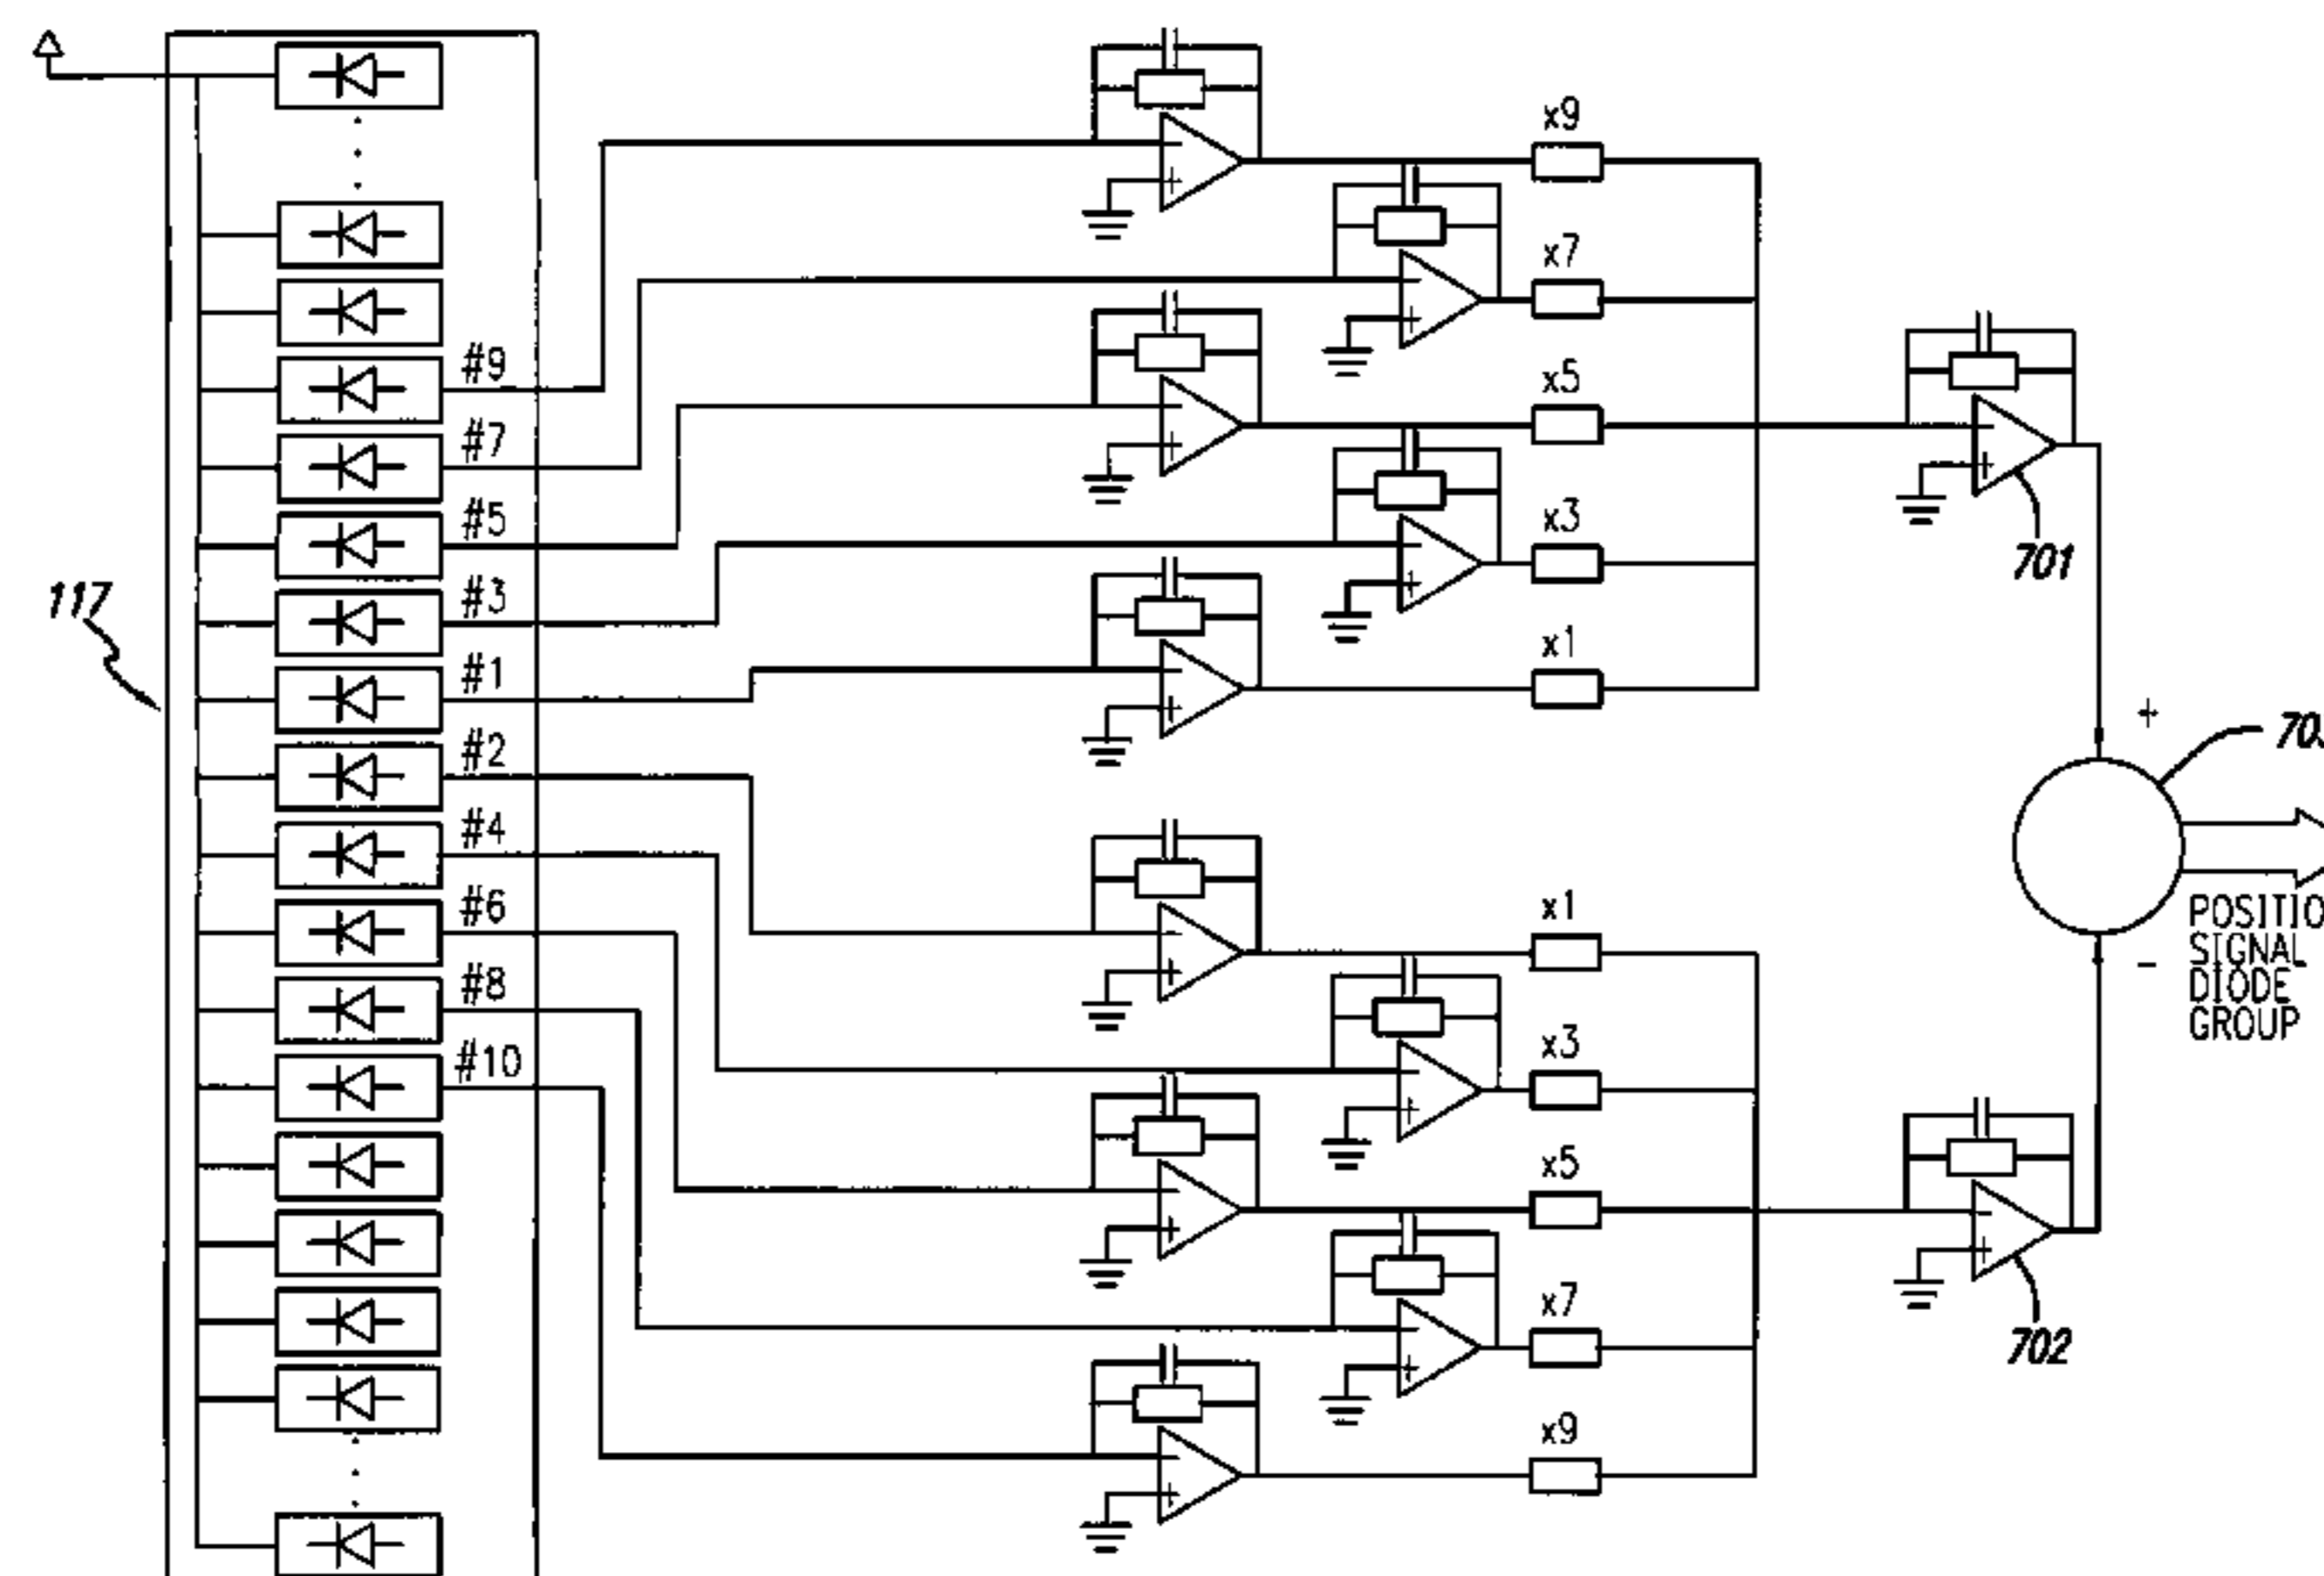 x9
x7
#9
x5
#7
#5
x3
701
117
#3
x1
#1
+
#2
#4
#6
x1
POSITIO
SIGNAL
DIODE
GROUP
-
#8
x3
#10
x5
x7
702
x9